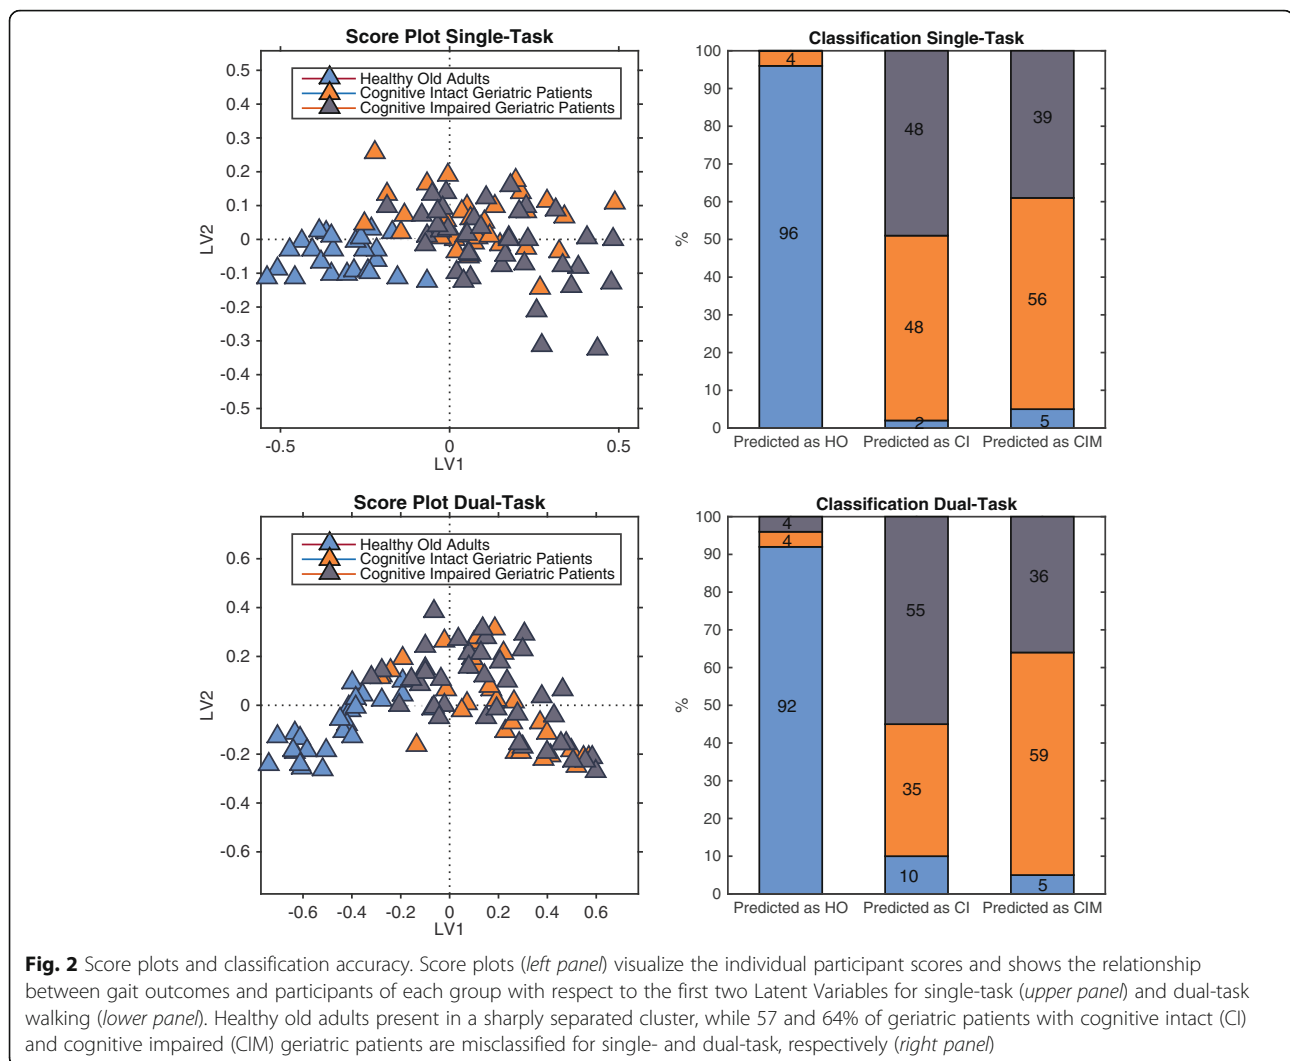 Score Plot Single-Task
0.5
0.4
0.3
0.2
0.1
0
-0.1
-0.2
-0.3
-0.4
-0.5
LV2
Healthy Old Adults
Cognitive Intact Geriatric Patients
Cognitive Impaired Geriatric Patients
-0.5 0 0.5
LV1
Classification Single-Task
100
90
80
70
60
50
40
30
20
10
0
%
4
96
48
48
2
39
56
5
Predicted as HO Predicted as CI Predicted as CIM
Score Plot Dual-Task
0.6
0.4
0.2
0
-0.2
-0.4
-0.6
LV2
Healthy Old Adults
Cognitive Intact Geriatric Patients
Cognitive Impaired Geriatric Patients
-0.6 -0.4 -0.2 0 0.2 0.4 0.6
LV1
Classification Dual-Task
100
90
80
70
60
50
40
30
20
10
0
%
4
4
92
55
35
10
36
59
5
Predicted as HO Predicted as CI Predicted as CIM
Fig. 2 Score plots and classification accuracy. Score plots (left panel) visualize the individual participant scores and shows the relationship
between gait outcomes and participants of each group with respect to the first two Latent Variables for single-task (upper panel) and dual-task
walking (lower panel). Healthy old adults present in a sharply separated cluster, while 57 and 64% of geriatric patients with cognitive intact (CI)
and cognitive impaired (CIM) geriatric patients are misclassified for single- and dual-task, respectively (right panel)